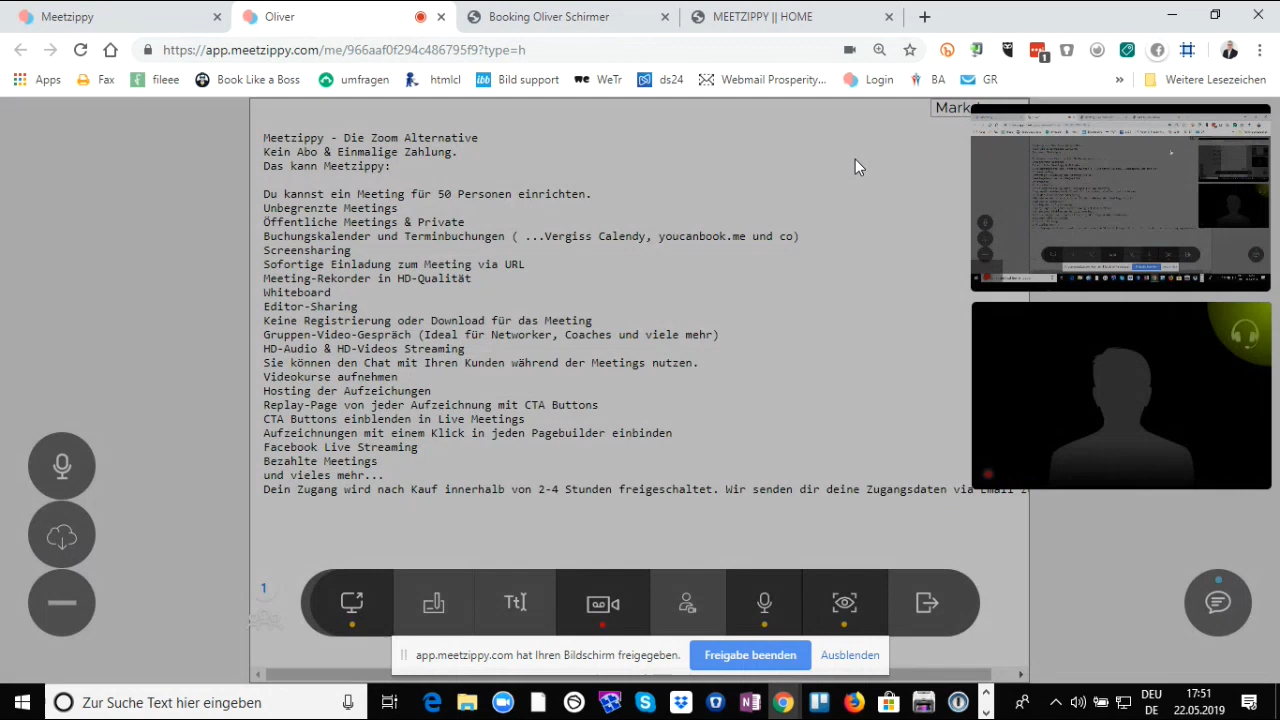 Meetzippy
Oliver
Booking Oliver Schirmer
MEETZIPPY || HOME
https://app.meetzippy.com/me/966aaf0f294c486795f9?type=h
1
Apps
Fax
fileee
Book Like a Boss
umfragen
htmlcl
ibb
Bild support
WeTr
ds24
Webmail Prosperity...
Login
BA
GR
»
Weitere Lesezeichen
Meetzippy - Die Zoom Alternative
Kein Abo & Einmalige Zahlung.
Das kann Meetzippy:
Du kannst ein Meeting für 50 Personen einrichten.
Unbegrenzte Meetings
Öffentliche Meetings & Private
Buchungskalender und Terminbuchungen ( ...Vergiss Calendy, youcanbook.me und co)
Screensharing
Sofortige Einladung zum Meeting via URL
Meeting-Rekorder in HD-Qualität
Whiteboard
Editor-Sharing
Keine Registrierung oder Download für das Meeting
Gruppen-Video-Gespräch (Ideal für Networker, Coaches und viele mehr)
HD-Audio & HD-Videos Streaming
Sie können den Chat mit Ihren Kunden während der Meetings nutzen.
Videokurse aufnehmen
Hosting der Aufzeichungen
Replay-Page von jeder Aufzeichnung mit CTA Buttons
CTA Buttons einblenden in Live Meetings
Aufzeichnungen mit einem Klick in jeden Pagebuilder einbinden
Facebook Live Streaming
Bezahlte Meetings
und vieles mehr...
Dein Zugang wird nach Kauf innerhalb von 2-4 Stunden freigeschaltet. Wir senden dir deine Zugangsdaten via Email z
1
Tt
app.meetzippy.com hat Ihren Bildschirm freigegeben.
Freigabe beenden
Ausblenden
Zur Suche Text hier eingeben
DEU
DE
17:51
22.05.2019